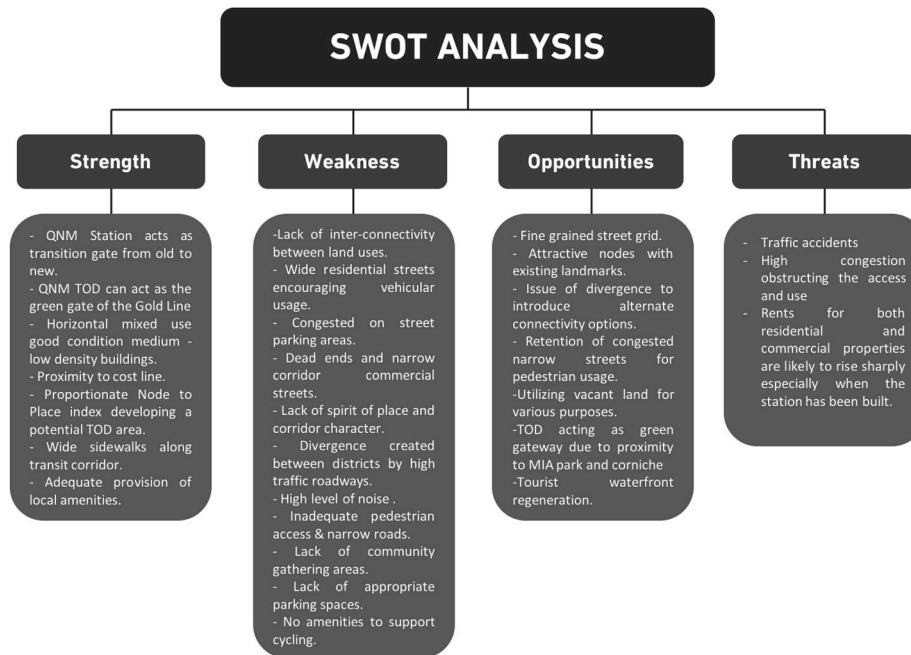 SWOT ANALYSIS
Strength
- QNM Station acts as
transition gate from old to
new.
- QNM TOD can act as the
green gate of the Gold Line
- Horizontal mixed use
good condition medium -
low density buildings.
- Proximity to cost line.
- Proportionate Node to
Place index developing a
potential TOD area.
- Wide sidewalks along
transit corridor.
- Adequate provision of
local amenities.
Weakness
-Lack of inter-connectivity
between land uses.
- Wide residential streets
encouraging vehicular
usage.
- Congested on street
parking areas.
- Dead ends and narrow
corridor commercial
streets.
- Lack of spirit of place and
corridor character.
- Divergence created
between districts by high
traffic roadways.
- High level of noise .
- Inadequate pedestrian
access & narrow roads.
- Lack of community
gathering areas.
- Lack of appropriate
parking spaces.
- No amenities to support
cycling.
Opportunities
- Fine grained street grid.
- Attractive nodes with
existing landmarks.
- Issue of divergence to
introduce alternate
connectivity options.
- Retention of congested
narrow streets for
pedestrian usage.
-Utilizing vacant land for
various purposes.
-TOD acting as green
gateway due to proximity
to MIA park and corniche
-Tourist waterfront
regeneration.
Threats
- Traffic accidents
- High congestion
obstructing the access
and use
- Rents for both
residential and
commercial properties
are likely to rise sharply
especially when the
station has been built.